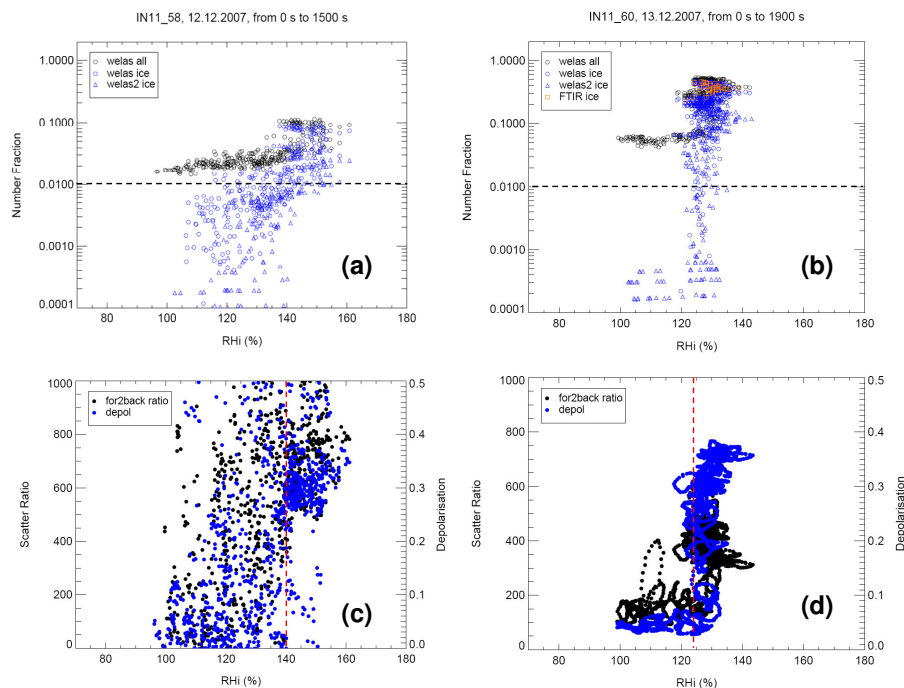 IN11_58, 12.12.2007, from 0 s to 1500 s
1.0000
0.1000
0.0100
0.0010
0.0001
Number Fraction
welas all
welas ice
welas2 ice
(a)
80 100 120 140 160 180
RHi (%)
IN11_60, 13.12.2007, from 0 s to 1900 s
1.0000
0.1000
0.0100
0.0010
0.0001
Number Fraction
welas all
welas ice
welas2 ice
FTIR ice
(b)
80 100 120 140 160 180
RHi (%)
1000
800
600
400
200
0
Scatter Ratio
for2back ratio
depol
(c)
0.5
0.4
0.3
0.2
0.1
0.0
Depolarisation
80 100 120 140 160 180
RHi (%)
1000
800
600
400
200
0
Scatter Ratio
for2back ratio
depol
(d)
0.5
0.4
0.3
0.2
0.1
0.0
Depolarisation
80 100 120 140 160 180
RHi (%)